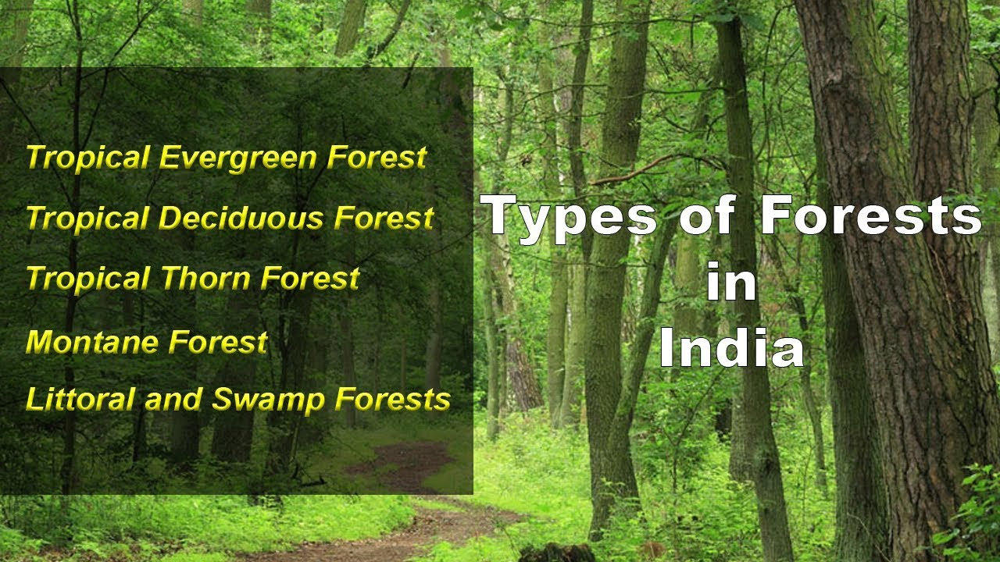 Tropical Evergreen Forest
Tropical Deciduous Forest
Tropical Thorn Forest
Montane Forest
Littoral and Swamp Forests
Types of Forests
in
India